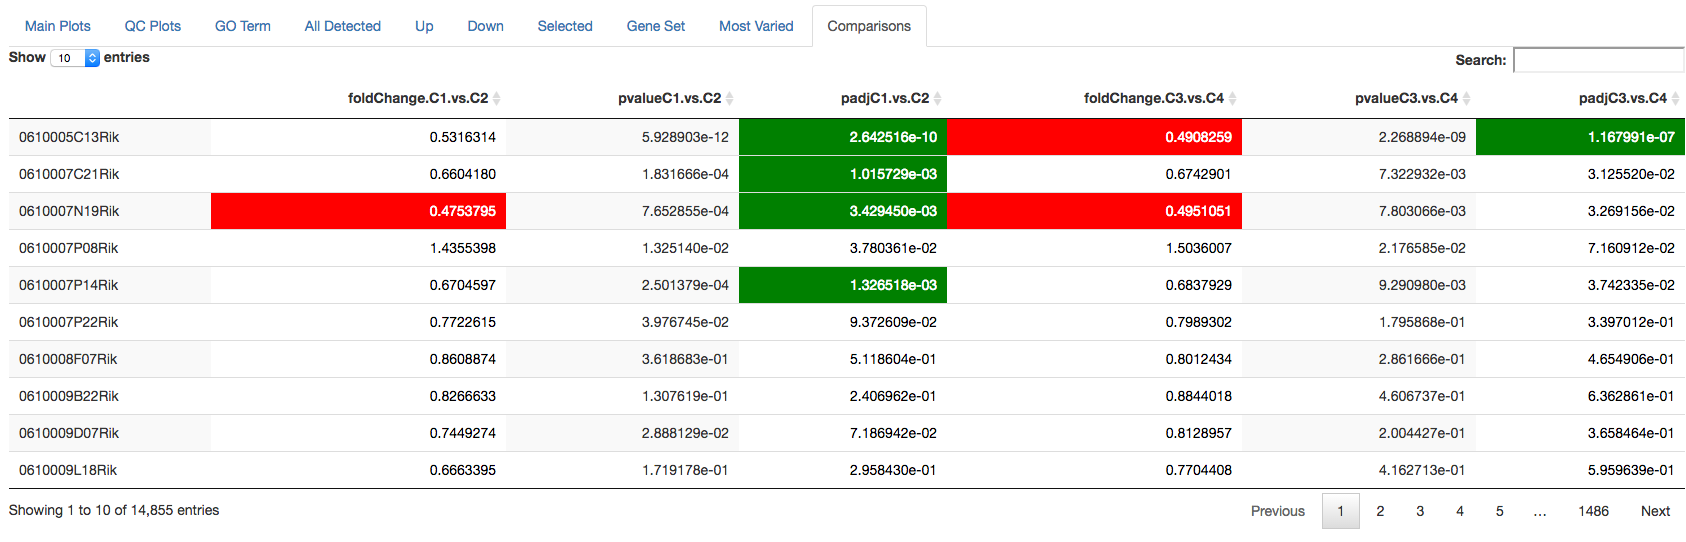 Main Plots QC Plots GO Term All Detected Up Down Selected Gene Set Most Varied Comparisons
Show 10 entries Search:
foldChange.C1.vs.C2 pvalueC1.vs.C2 padjC1.vs.C2 foldChange.C3.vs.C4 pvalueC3.vs.C4 padjC3.vs.C4
0610005C13Rik 0.5316314 5.928903e-12 2.642516e-10 0.4908259 2.268894e-09 1.167991e-07
0610007C21Rik 0.6604180 1.831666e-04 1.015729e-03 0.6742901 7.322932e-03 3.125520e-02
0610007N19Rik 0.4753795 7.652855e-04 3.429450e-03 0.4951051 7.803066e-03 3.269156e-02
0610007P08Rik 1.4355398 1.325140e-02 3.780361e-02 1.5036007 2.176585e-02 7.160912e-02
0610007P14Rik 0.6704597 2.501379e-04 1.326518e-03 0.6837929 9.290980e-03 3.742335e-02
0610007P22Rik 0.7722615 3.976745e-02 9.372609e-02 0.7989302 1.795868e-01 3.397012e-01
0610008F07Rik 0.8608874 3.618683e-01 5.118604e-01 0.8012434 2.861666e-01 4.654906e-01
0610009B22Rik 0.8266633 1.307619e-01 2.406962e-01 0.8844018 4.606737e-01 6.362861e-01
0610009D07Rik 0.7449274 2.888129e-02 7.186942e-02 0.8128957 2.004427e-01 3.658464e-01
0610009L18Rik 0.6663395 1.719178e-01 2.958430e-01 0.7704408 4.162713e-01 5.959639e-01
Showing 1 to 10 of 14,855 entries Previous 1 2 3 4 5 … 1486 Next